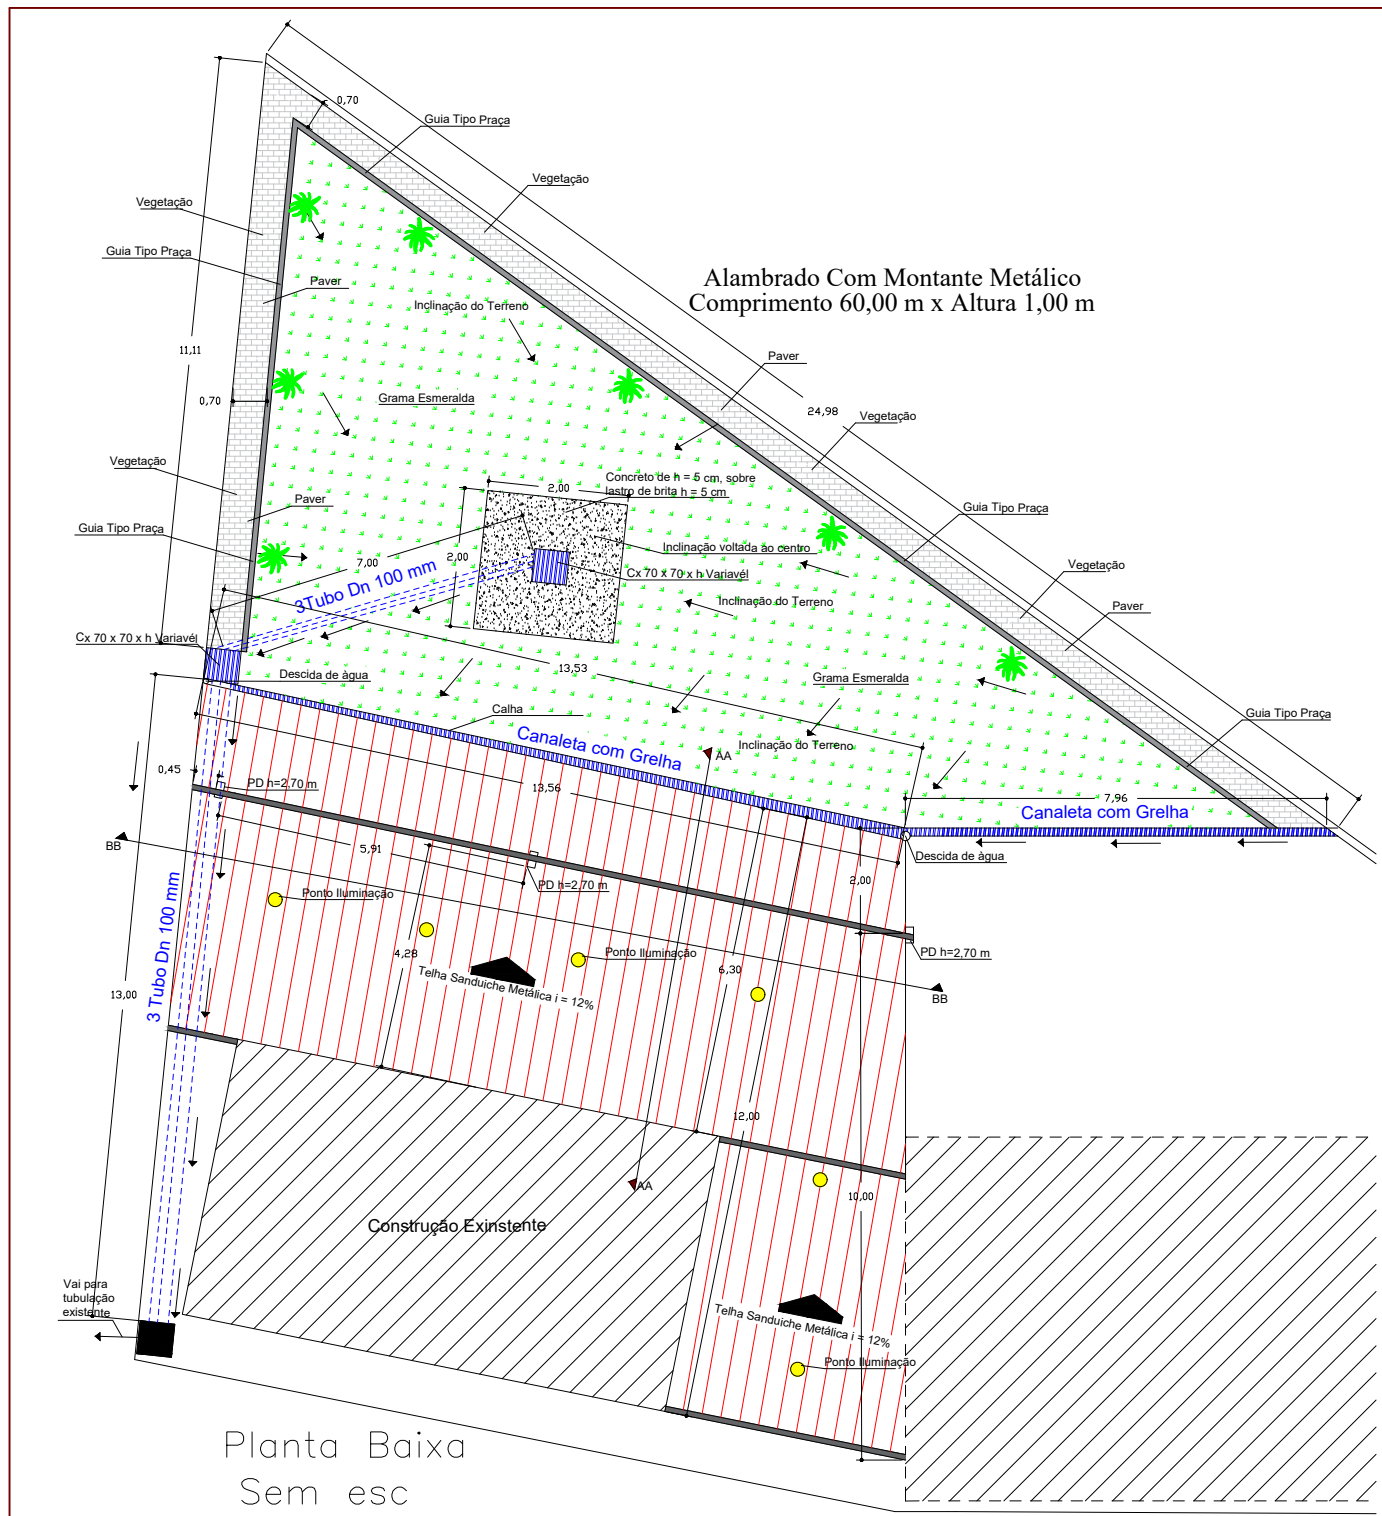 0,70
Guia Tipo Praça
Vegetação
Vegetação
Guia Tipo Praça
Paver
Alambrado Com Montante Metálico
Comprimento 60,00 m x Altura 1,00 m
Inclinação do Terreno
11,11
Paver
0,70
Grama Esmeralda
24,98
Vegetação
Vegetação
Concreto de h = 5 cm, sobre
lastro de brita h = 5 cm
2,00
Paver
Guia Tipo Praça
Guia Tipo Praça
Inclinação voltada ao centro
2,00
7,00
3Tubo Dn 100 mm
Cx 70 x 70 x h Variavél
Vegetação
Inclinação do Terreno
Paver
Cx 70 x 70 x h Variavél
13,53
Descida de àgua
Grama Esmeralda
Calha
Guia Tipo Praça
Canaleta com Grelha
Inclinação do Terreno
AA
0,45
PD h=2,70 m
13,56
7,96
Canaleta com Grelha
BB
5,91
Descida de àgua
PD h=2,70 m
2,00
Ponto Iluminação
3 Tubo Dn 100 mm
4,28
Ponto Iluminação
PD h=2,70 m
6,30
Telha Sanduiche Metálica i = 12%
13,00
BB
12,00
AA
10,00
Construção Exinstente
Vai para
tubulação
existente
Telha Sanduiche Metálica i = 12%
Ponto Iluminação
Planta Baixa
Sem esc